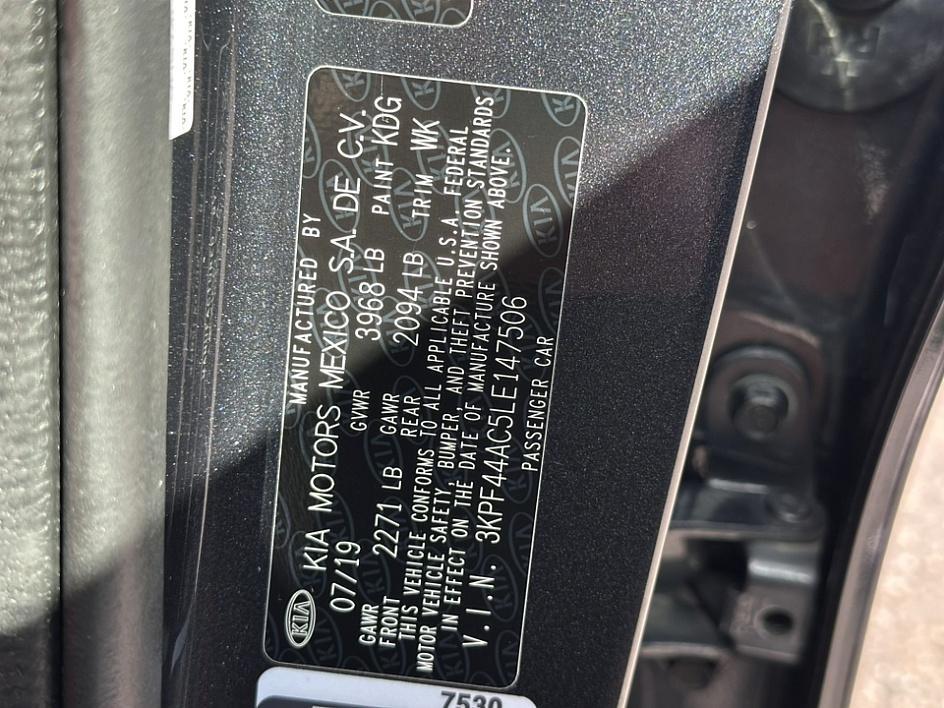 MANUFACTURED BY
KIA KIA MOTORS MEXICO S.A. DE C.V.
07/19 GVWR 3968 LB PAINT KDG
GAWR FRONT 2271 LB GAWR REAR 2094 LB TRIM WK
THIS VEHICLE CONFORMS TO ALL APPLICABLE U.S.A. FEDERAL
MOTOR VEHICLE SAFETY, BUMPER, AND THEFT PREVENTION STANDARDS
IN EFFECT ON THE DATE OF MANUFACTURE SHOWN ABOVE.
V.I.N. 3KPF44AC5LE147506
PASSENGER CAR
7530